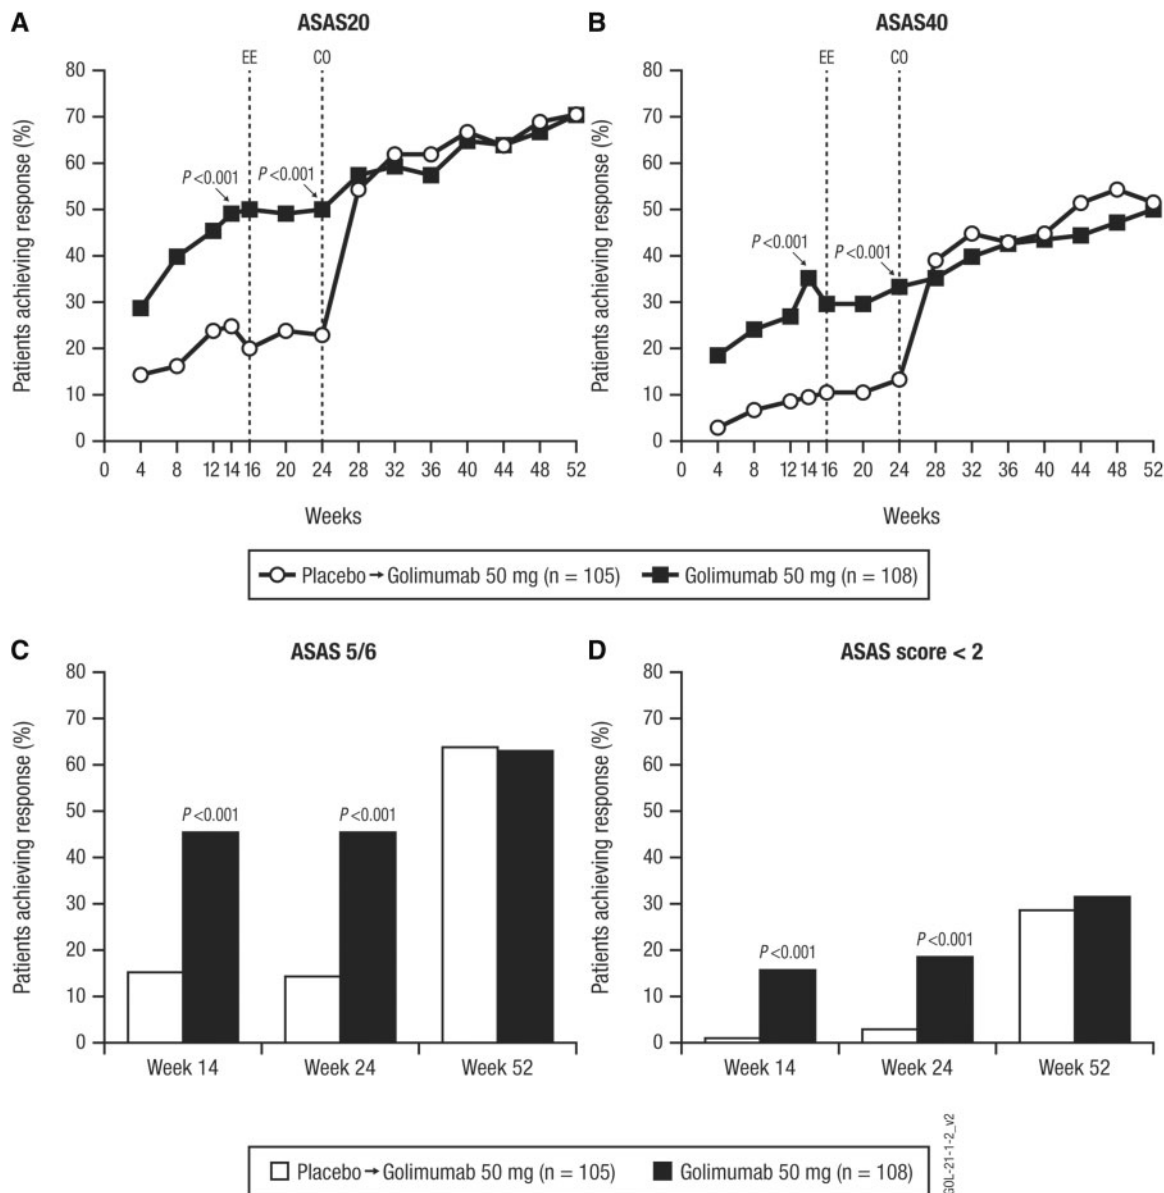 A
ASAS20
EE
CO
80
70
60
50
40
30
20
10
0
Patients achieving response (%)
P<0.001
P<0.001
0 4 8 12 14 16 20 24 28 32 36 40 44 48 52
Weeks
B
ASAS40
EE
CO
80
70
60
50
40
30
20
10
0
Patients achieving response (%)
P<0.001
P<0.001
0 4 8 12 14 16 20 24 28 32 36 40 44 48 52
Weeks
Placebo → Golimumab 50 mg (n = 105) Golimumab 50 mg (n = 108)
C
ASAS 5/6
80
70
60
50
40
30
20
10
0
Patients achieving response (%)
P<0.001
P<0.001
Week 14 Week 24 Week 52
D
ASAS score < 2
80
70
60
50
40
30
20
10
0
Patients achieving response (%)
P<0.001
P<0.001
Week 14 Week 24 Week 52
Placebo → Golimumab 50 mg (n = 105) Golimumab 50 mg (n = 108)
GOL-21-1-2_v2